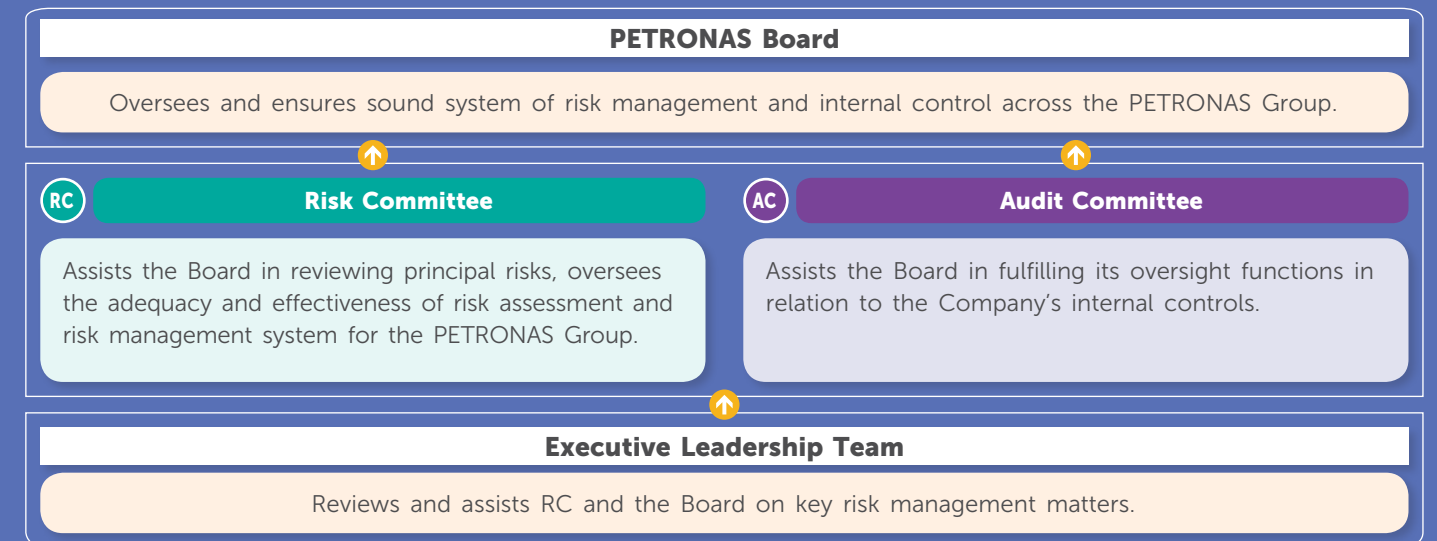 PETRONAS Board
Oversees and ensures sound system of risk management and internal control across the PETRONAS Group.
RC
Risk Committee
Assists the Board in reviewing principal risks, oversees
the adequacy and effectiveness of risk assessment and
risk management system for the PETRONAS Group.
AC
Audit Committee
Assists the Board in fulfilling its oversight functions in
relation to the Company’s internal controls.
Executive Leadership Team
Reviews and assists RC and the Board on key risk management matters.